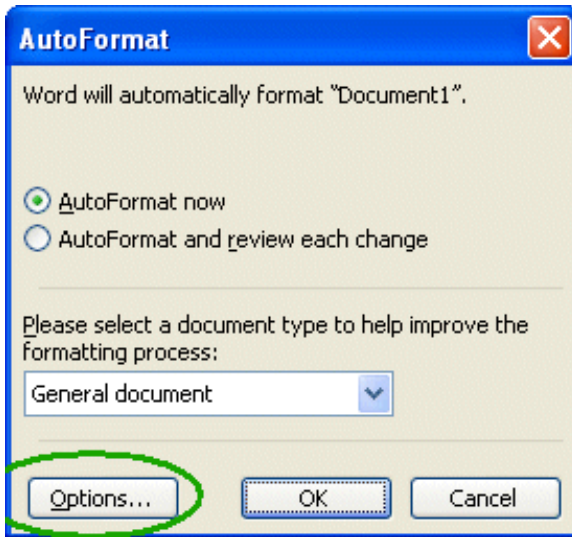 AutoFormat
Word will automatically format "Document1".
AutoFormat now
AutoFormat and review each change
Please select a document type to help improve the
formatting process:
General document
Options... OK Cancel